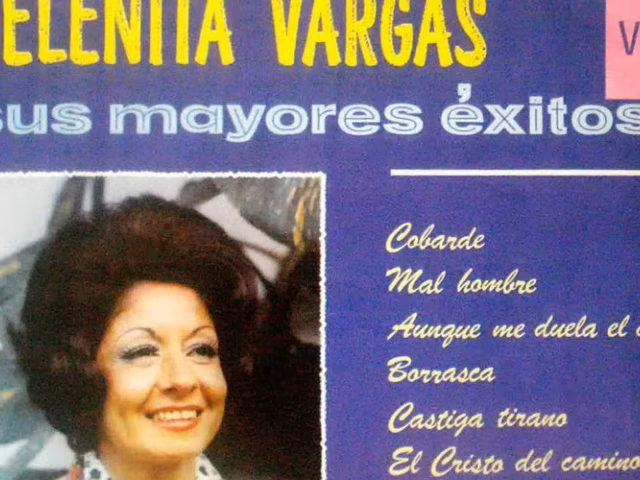 ELENITA VARGAS
V
sus mayores éxitos
Cobarde
Mal hombre
Aunque me duela el
Borrasca
Castiga tirano
El Cristo del camino